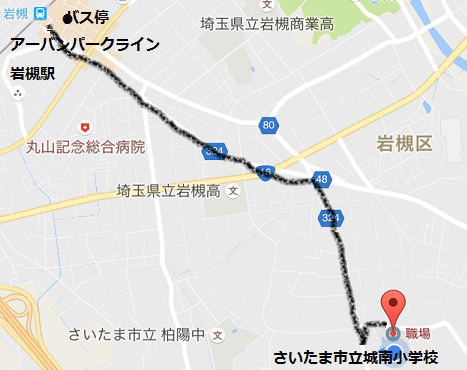 岩槻
バス停
アーバンパークライン
岩槻駅
埼玉県立岩槻商業高
80
丸山記念総合病院
324
岩槻区
16
48
埼玉県立岩槻高
324
さいたま市立 柏陽中
職場
さいたま市立城南小学校